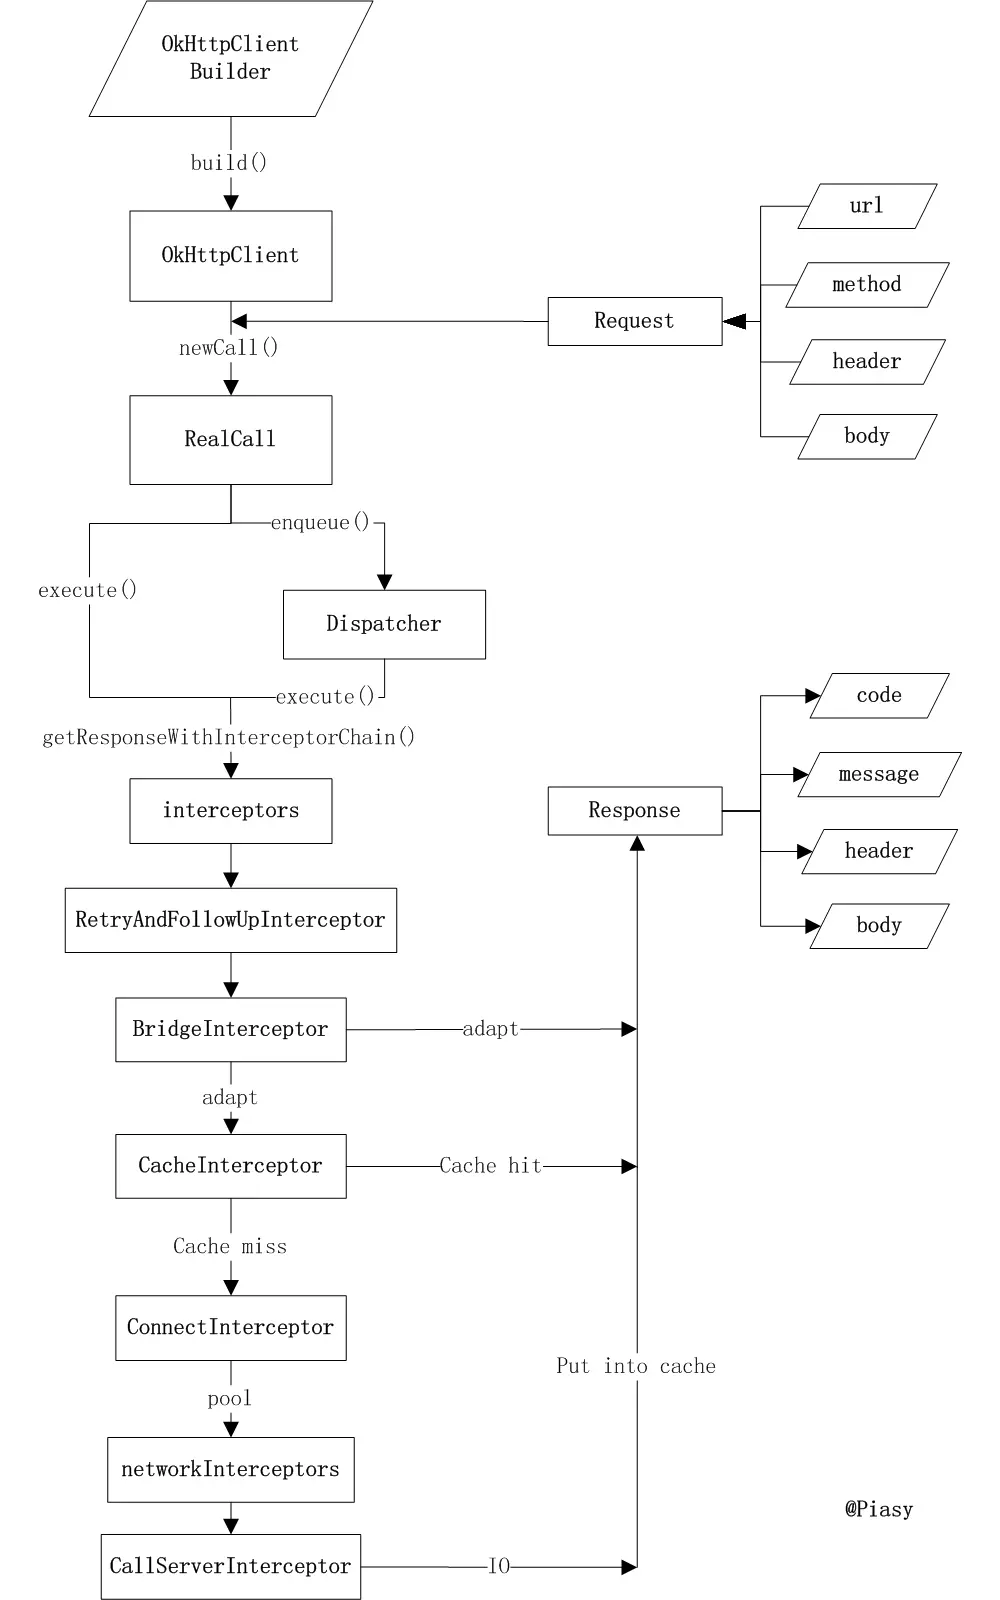 OkHttpClient
Builder
build()
OkHttpClient
url
method
Request
header
newCall()
RealCall
body
enqueue()
execute()
Dispatcher
execute()
getResponseWithInterceptorChain()
interceptors
code
message
Response
header
body
RetryAndFollowUpInterceptor
BridgeInterceptor
adapt
adapt
CacheInterceptor
Cache hit
Cache miss
ConnectInterceptor
Put into cache
pool
networkInterceptors
@Piasy
CallServerInterceptor
IO